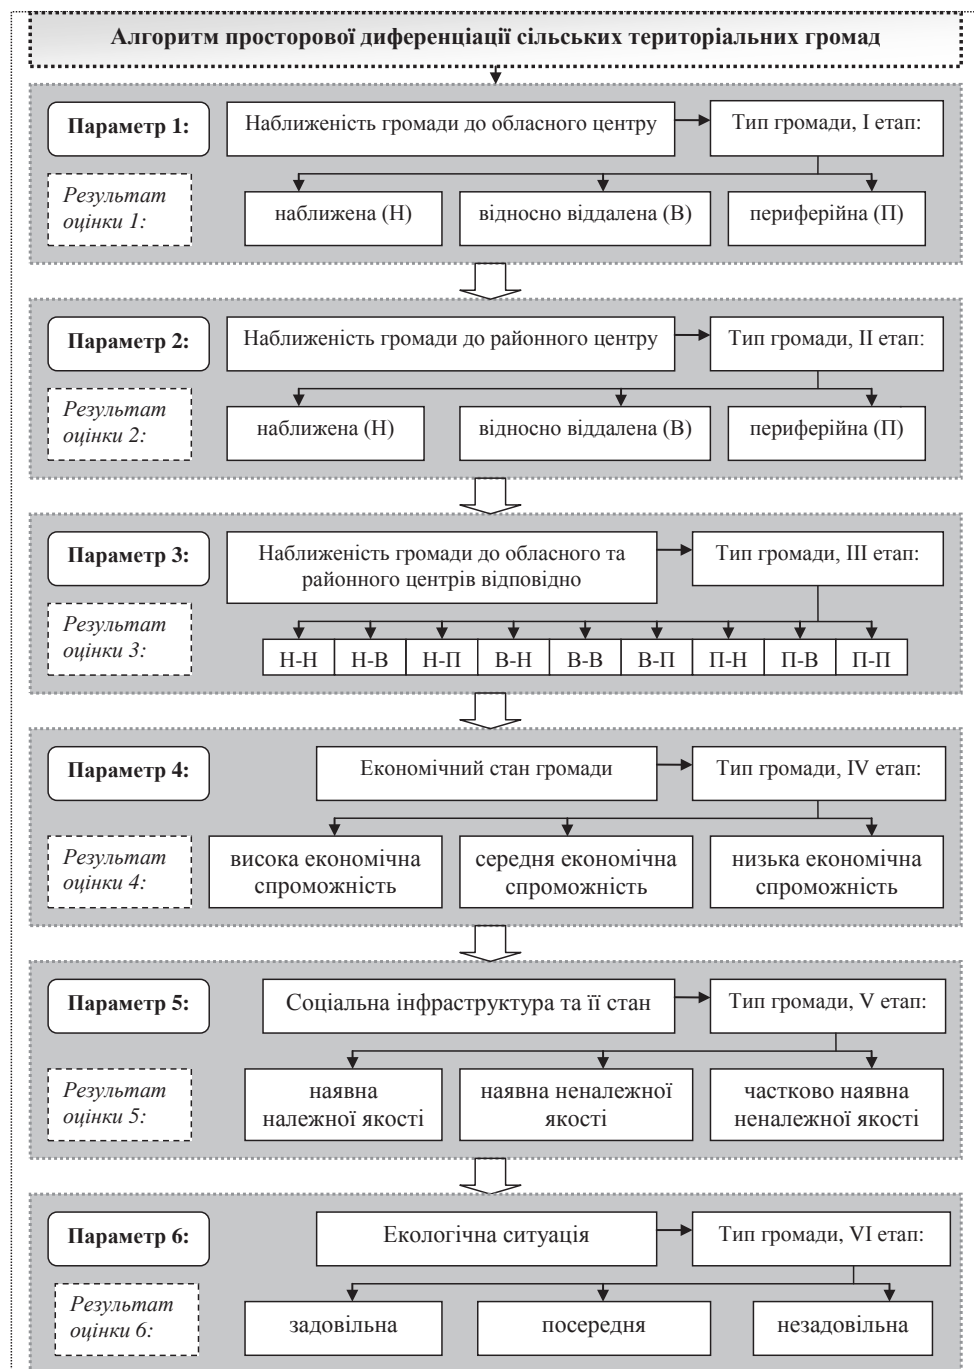 Алгоритм просторової диференціації сільських територіальних громад
Параметр 1:
Наближеність громади до обласного центру
Тип громади, І етап:
Результат
оцінки 1:
наближена (Н)
відносно віддалена (В)
периферійна (П)
Параметр 2:
Наближеність громади до районного центру
Тип громади, ІІ етап:
Результат
оцінки 2:
наближена (Н)
відносно віддалена (В)
периферійна (П)
Параметр 3:
Наближеність громади до обласного та
районного центрів відповідно
Тип громади, ІІІ етап:
Результат
оцінки 3:
Н-Н
Н-В
Н-П
В-Н
В-В
В-П
П-Н
П-В
П-П
Параметр 4:
Економічний стан громади
Тип громади, IV етап:
Результат
оцінки 4:
висока економічна
спроможність
середня економічна
спроможність
низька економічна
спроможність
Параметр 5:
Соціальна інфраструктура та її стан
Тип громади, V етап:
Результат
оцінки 5:
наявна
належної якості
наявна неналежної
якості
частково наявна
неналежної якості
Параметр 6:
Екологічна ситуація
Тип громади, VI етап:
Результат
оцінки 6:
задовільна
посередня
незадовільна